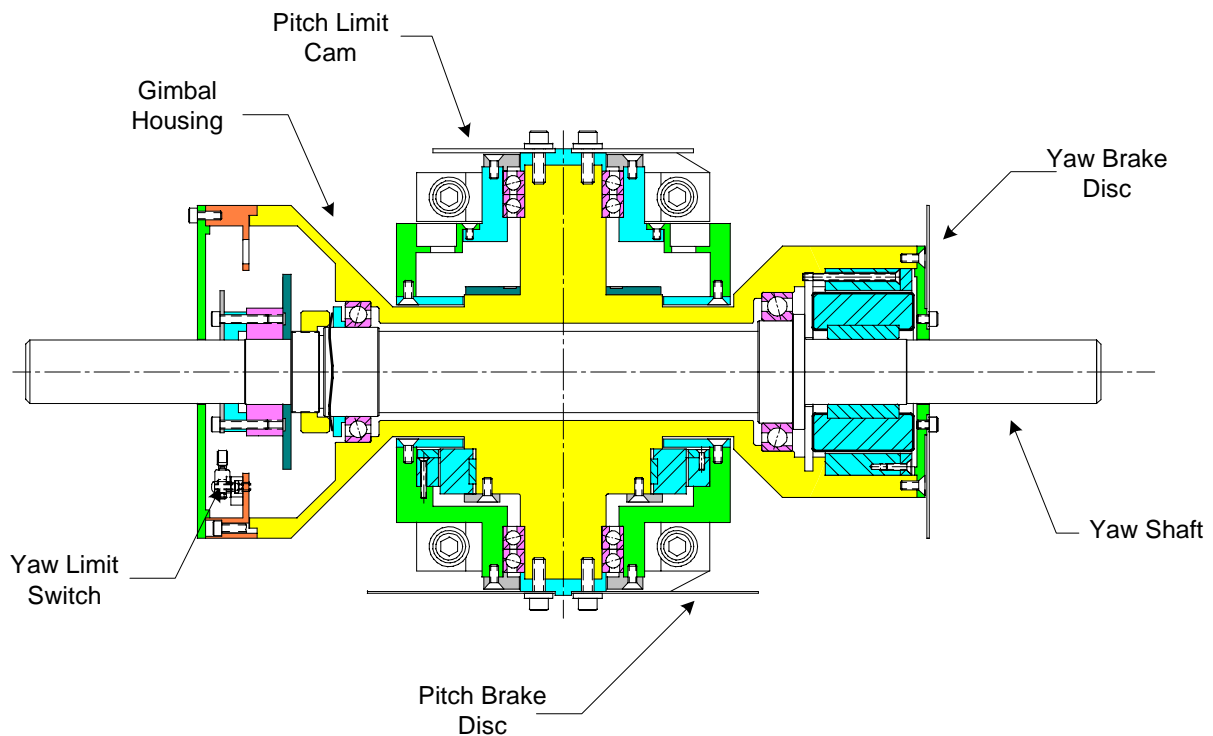 Pitch Limit
Cam
Gimbal
Housing
Yaw Brake
Disc
Yaw Limit
Switch
Yaw Shaft
Pitch Brake
Disc